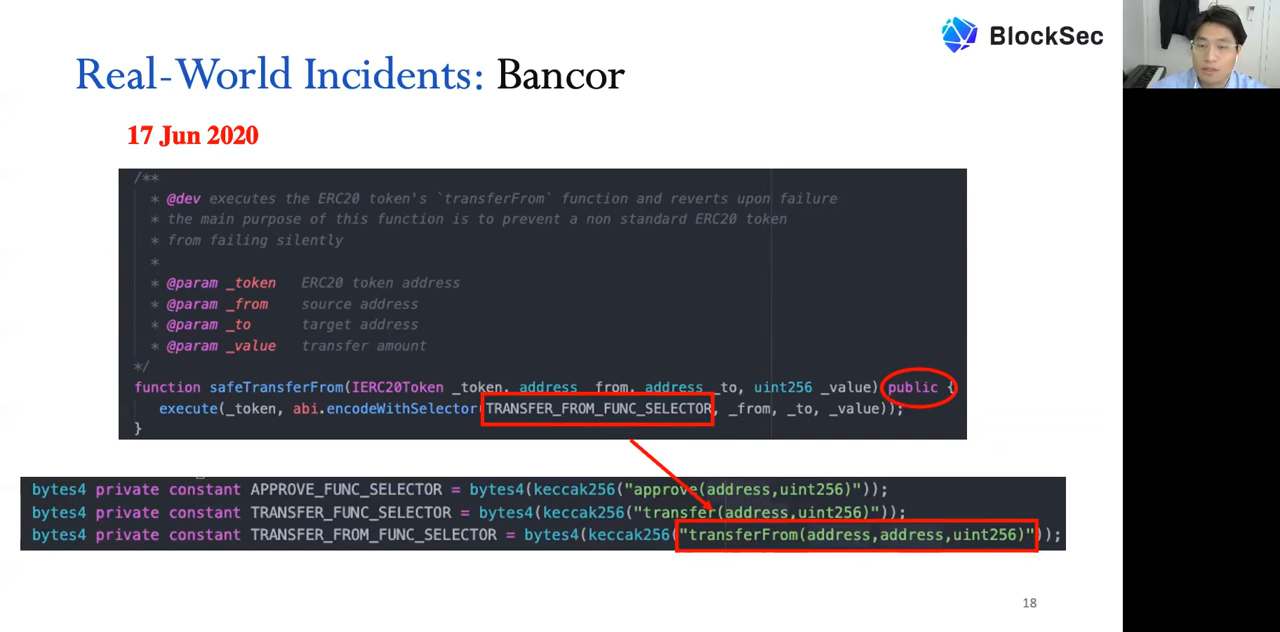 BlockSec
Real-World Incidents: Bancor
17 Jun 2020
/**
* @dev executes the ERC20 token's `transferFrom` function and reverts upon failure
* the main purpose of this function is to prevent a non standard ERC20 token
* from failing silently
*
* @param _token ERC20 token address
* @param _from source address
* @param _to target address
* @param _value transfer amount
*/
function safeTransferFrom(IERC20Token _token, address _from, address _to, uint256 _value) public {
execute(_token, abi.encodeWithSelector(TRANSFER_FROM_FUNC_SELECTOR, _from, _to, _value));
}
bytes4 private constant APPROVE_FUNC_SELECTOR = bytes4(keccak256("approve(address,uint256)"));
bytes4 private constant TRANSFER_FUNC_SELECTOR = bytes4(keccak256("transfer(address,uint256)"));
bytes4 private constant TRANSFER_FROM_FUNC_SELECTOR = bytes4(keccak256("transferFrom(address,address,uint256)"));
18